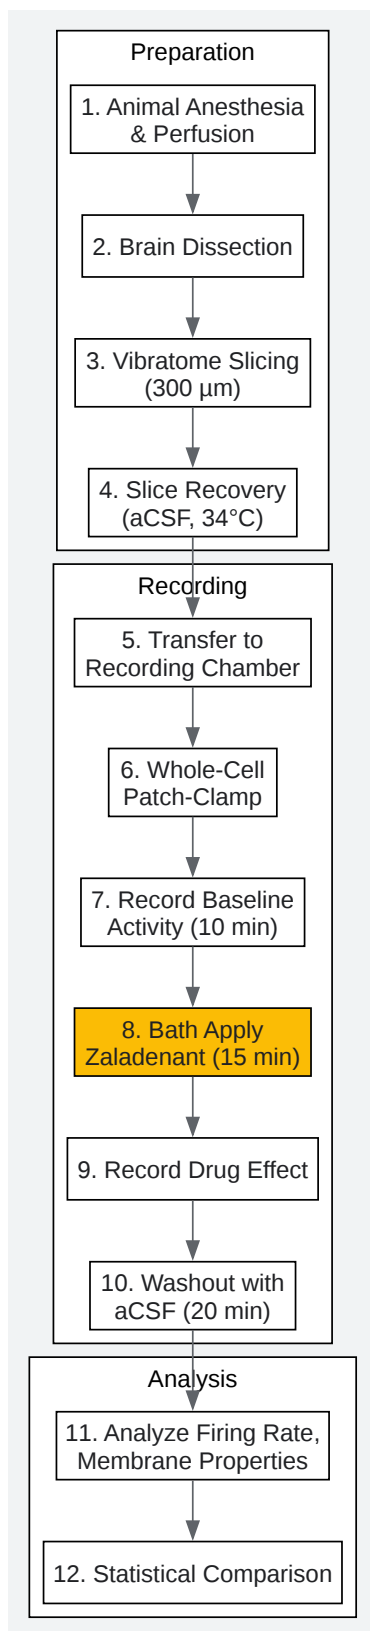 Preparation
1. Animal Anesthesia
& Perfusion
2. Brain Dissection
3. Vibratome Slicing
(300 µm)
4. Slice Recovery
(aCSF, 34°C)
Recording
5. Transfer to
Recording Chamber
6. Whole-Cell
Patch-Clamp
7. Record Baseline
Activity (10 min)
8. Bath Apply
Zaladenant (15 min)
9. Record Drug Effect
10. Washout with
aCSF (20 min)
Analysis
11. Analyze Firing Rate,
Membrane Properties
12. Statistical Comparison